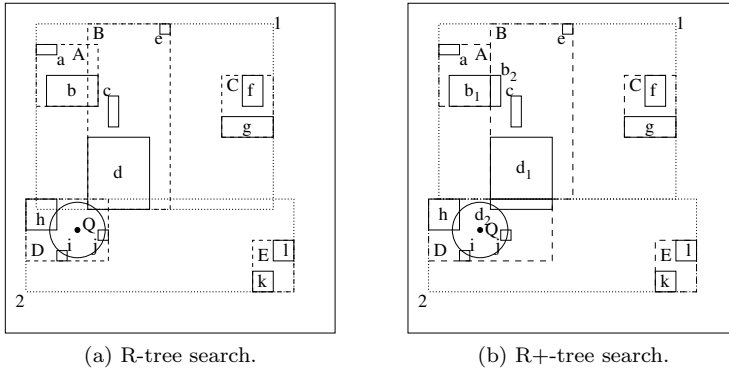 1
B
e
a A
b
c
C f
g
d
h
Q
D i j
E l
k
2
(a) R-tree search.
1
B
e
a A
b2
b1
c
C f
g
d1
h
d2
Q
D i j
E l
k
2
(b) R+-tree search.